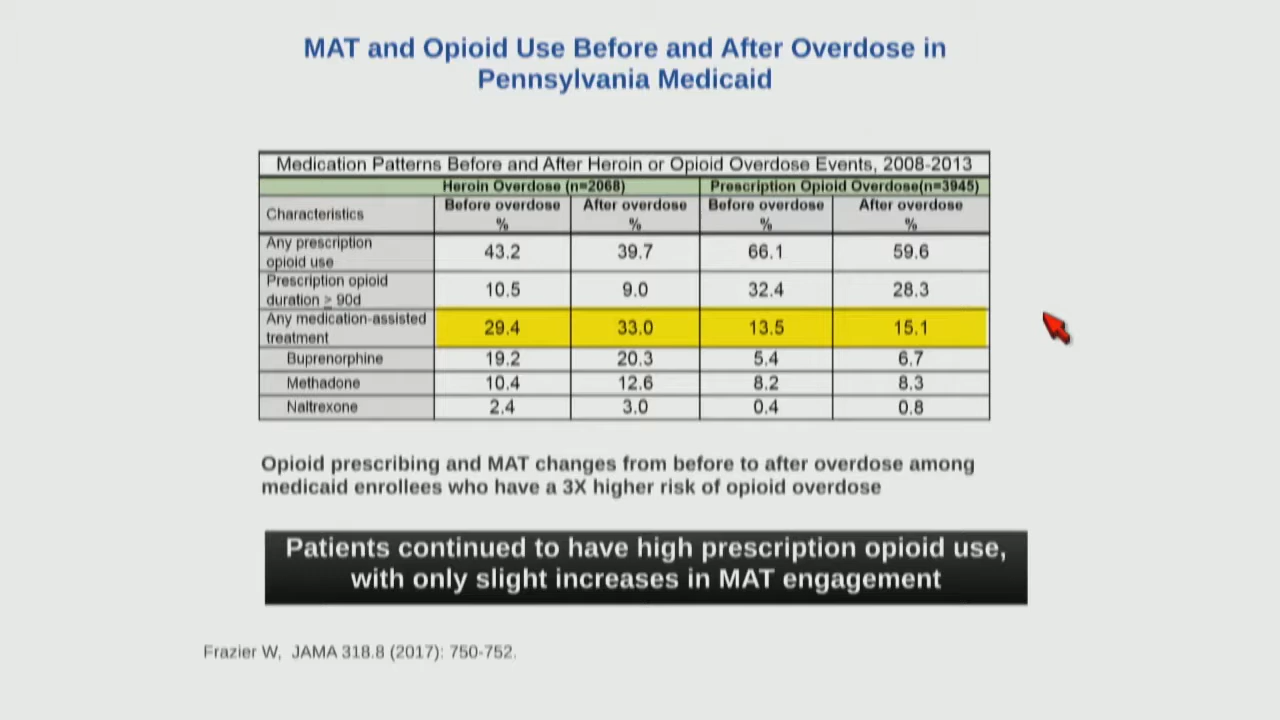 MAT and Opioid Use Before and After Overdose in
Pennsylvania Medicaid
Medication Patterns Before and After Heroin or Opioid Overdose Events, 2008-2013
Heroin Overdose (n=2068) Prescription Opioid Overdose(n=3945)
Characteristics Before overdose % After overdose % Before overdose % After overdose %
Any prescription opioid use 43.2 39.7 66.1 59.6
Prescription opioid duration ≥ 90d 10.5 9.0 32.4 28.3
Any medication-assisted treatment 29.4 33.0 13.5 15.1
Buprenorphine 19.2 20.3 5.4 6.7
Methadone 10.4 12.6 8.2 8.3
Naltrexone 2.4 3.0 0.4 0.8
Opioid prescribing and MAT changes from before to after overdose among
medicaid enrollees who have a 3X higher risk of opioid overdose
Patients continued to have high prescription opioid use,
with only slight increases in MAT engagement
Frazier W, JAMA 318.8 (2017): 750-752.